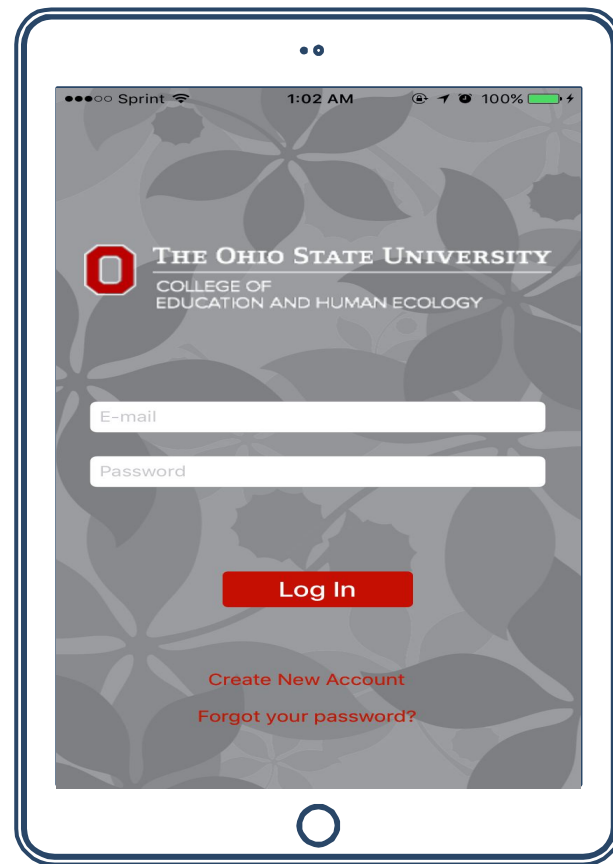 Sprint 1:02 AM 100%
THE OHIO STATE UNIVERSITY
COLLEGE OF
EDUCATION AND HUMAN ECOLOGY
E-mail
Password
Log In
Create New Account
Forgot your password?